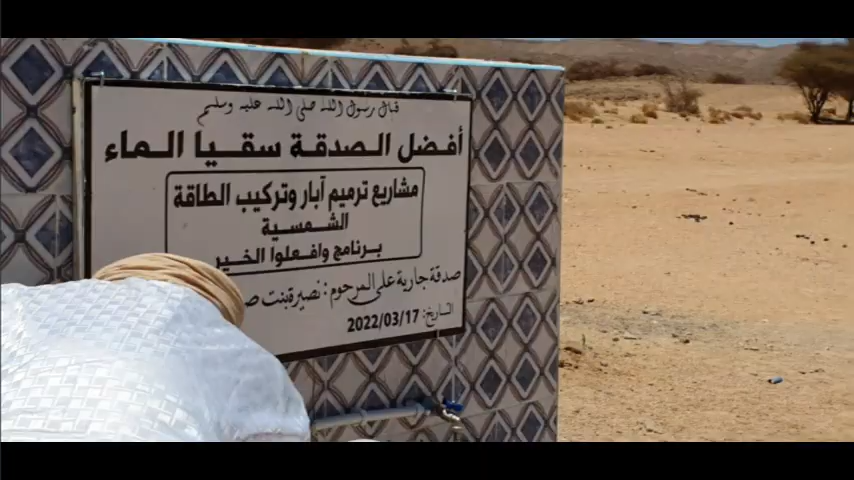 قال رسول الله صلى الله عليه وسلم
أفضل الصدقة سقيا الماء
مشاريع ترميم آبار وتركيب الطاقة
الشمسية
برنامج وافعلوا الخير
صدقة جارية على المرحوم: نصيرة بنت
التاريخ: 2022/03/17